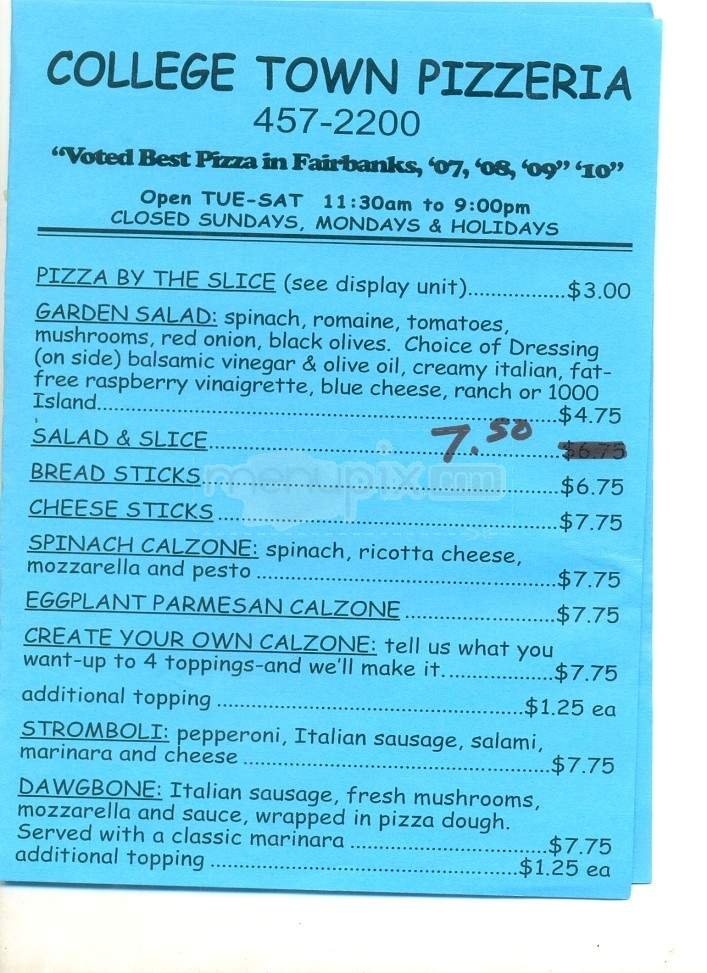 COLLEGE TOWN PIZZERIA
457-2200
“Voted Best Pizza in Fairbanks, ‘07, ‘08, ‘09” ‘10”
Open TUE-SAT 11:30am to 9:00pm
CLOSED SUNDAYS, MONDAYS & HOLIDAYS
PIZZA BY THE SLICE (see display unit)..................$3.00
GARDEN SALAD: spinach, romaine, tomatoes,
mushrooms, red onion, black olives. Choice of Dressing
(on side) balsamic vinegar & olive oil, creamy italian, fat-
free raspberry vinaigrette, blue cheese, ranch or 1000
Island..................$4.75
SALAD & SLICE.................. 7.50 $6.75
BREAD STICKS..................$6.75
CHEESE STICKS..................$7.75
SPINACH CALZONE: spinach, ricotta cheese,
mozzarella and pesto..................$7.75
EGGPLANT PARMESAN CALZONE..................$7.75
CREATE YOUR OWN CALZONE: tell us what you
want-up to 4 toppings-and we'll make it..................$7.75
additional topping..................$1.25 ea
STROMBOLI: pepperoni, Italian sausage, salami,
marinara and cheese..................$7.75
DAWGBONE: Italian sausage, fresh mushrooms,
mozzarella and sauce, wrapped in pizza dough.
Served with a classic marinara..................$7.75
additional topping..................$1.25 ea
menupix.com